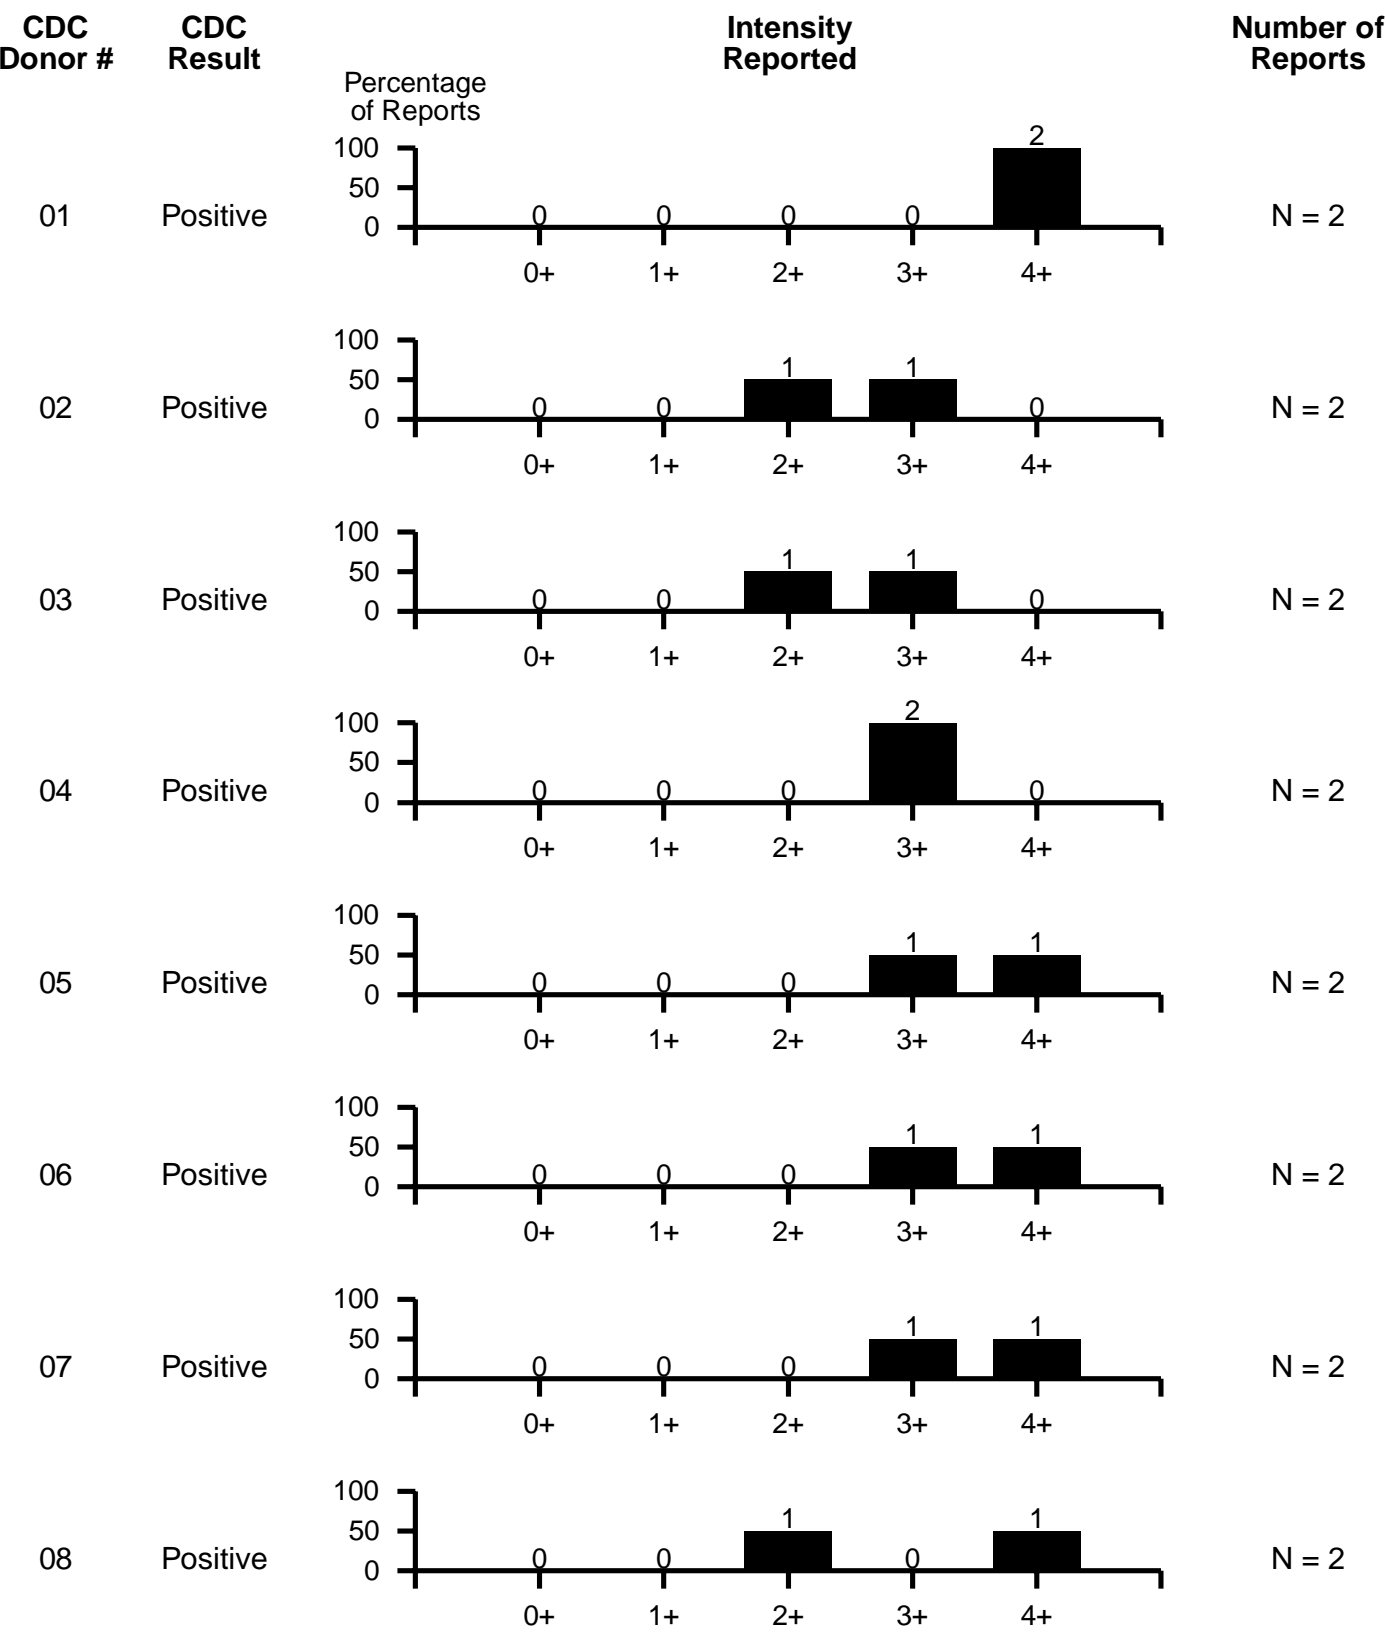 CDC
Donor #
CDC
Result
Intensity
Reported
Number of
Reports
Percentage
of Reports
01
Positive
100
50
0
0 0 0 0 2
0+ 1+ 2+ 3+ 4+
N = 2
02
Positive
100
50
0
0 0 1 1 0
0+ 1+ 2+ 3+ 4+
N = 2
03
Positive
100
50
0
0 0 1 1 0
0+ 1+ 2+ 3+ 4+
N = 2
04
Positive
100
50
0
0 0 0 2 0
0+ 1+ 2+ 3+ 4+
N = 2
05
Positive
100
50
0
0 0 0 1 1
0+ 1+ 2+ 3+ 4+
N = 2
06
Positive
100
50
0
0 0 0 1 1
0+ 1+ 2+ 3+ 4+
N = 2
07
Positive
100
50
0
0 0 0 1 1
0+ 1+ 2+ 3+ 4+
N = 2
08
Positive
100
50
0
0 0 1 0 1
0+ 1+ 2+ 3+ 4+
N = 2